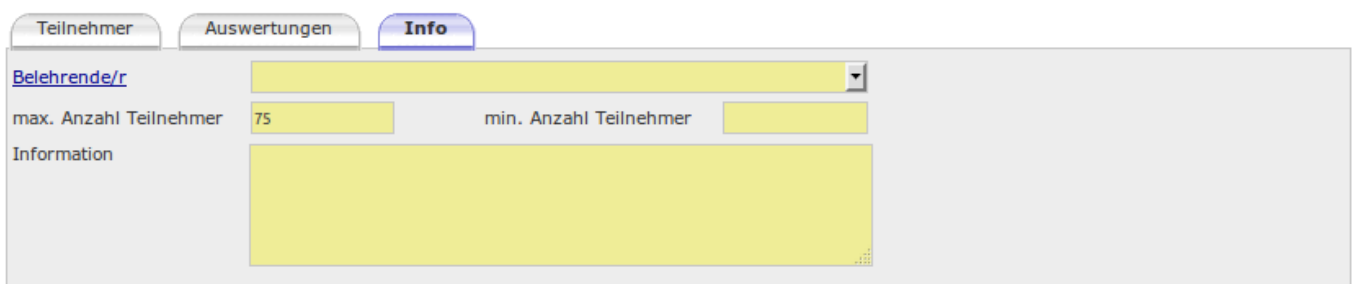 Teilnehmer Auswertungen Info
Belehrende/r
max. Anzahl Teilnehmer 75 min. Anzahl Teilnehmer
Information